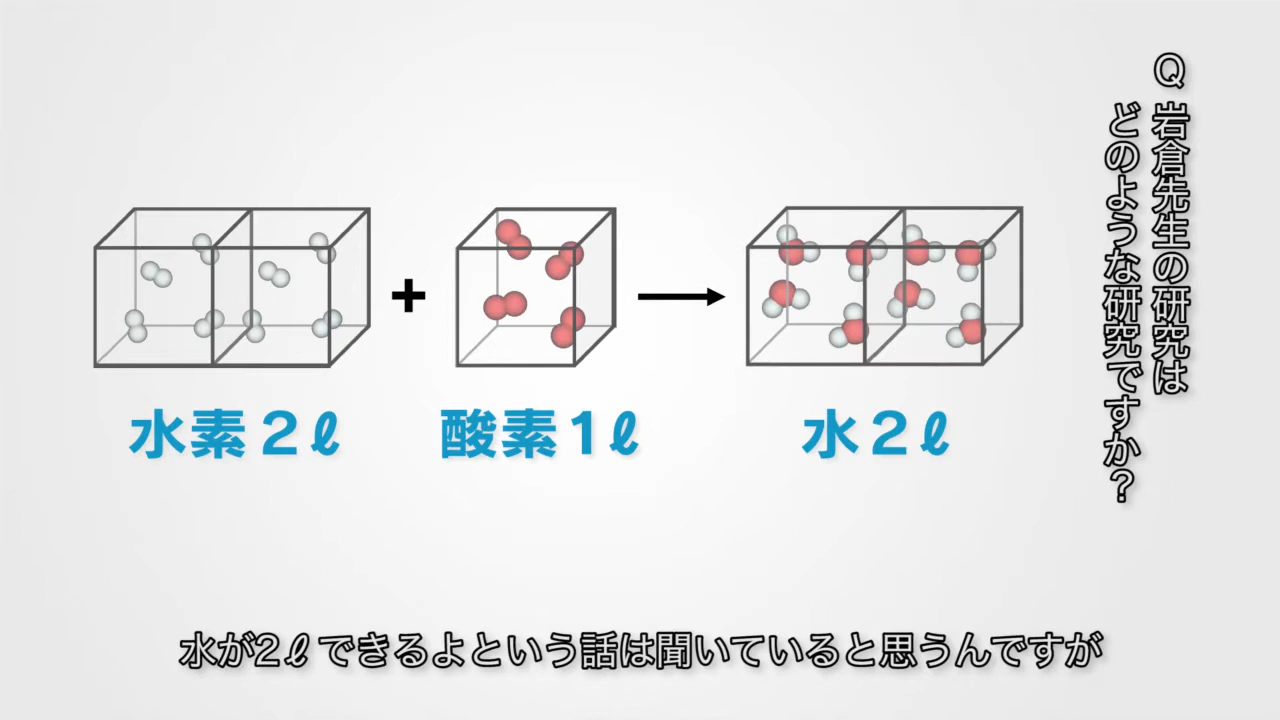 Q 岩倉先生の研究は
どのような研究ですか？
水素２ℓ
酸素１ℓ
水２ℓ
水が2ℓできるよという話は聞いていると思うんですが